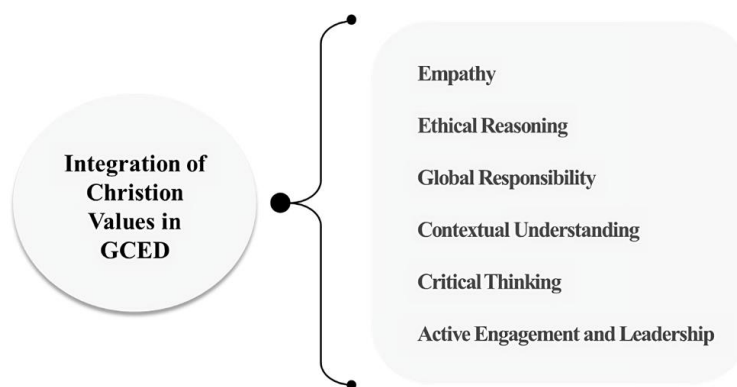 Integration of
Christion
Values in
GCED
Empathy
Ethical Reasoning
Global Responsibility
Contextual Understanding
Critical Thinking
Active Engagement and Leadership